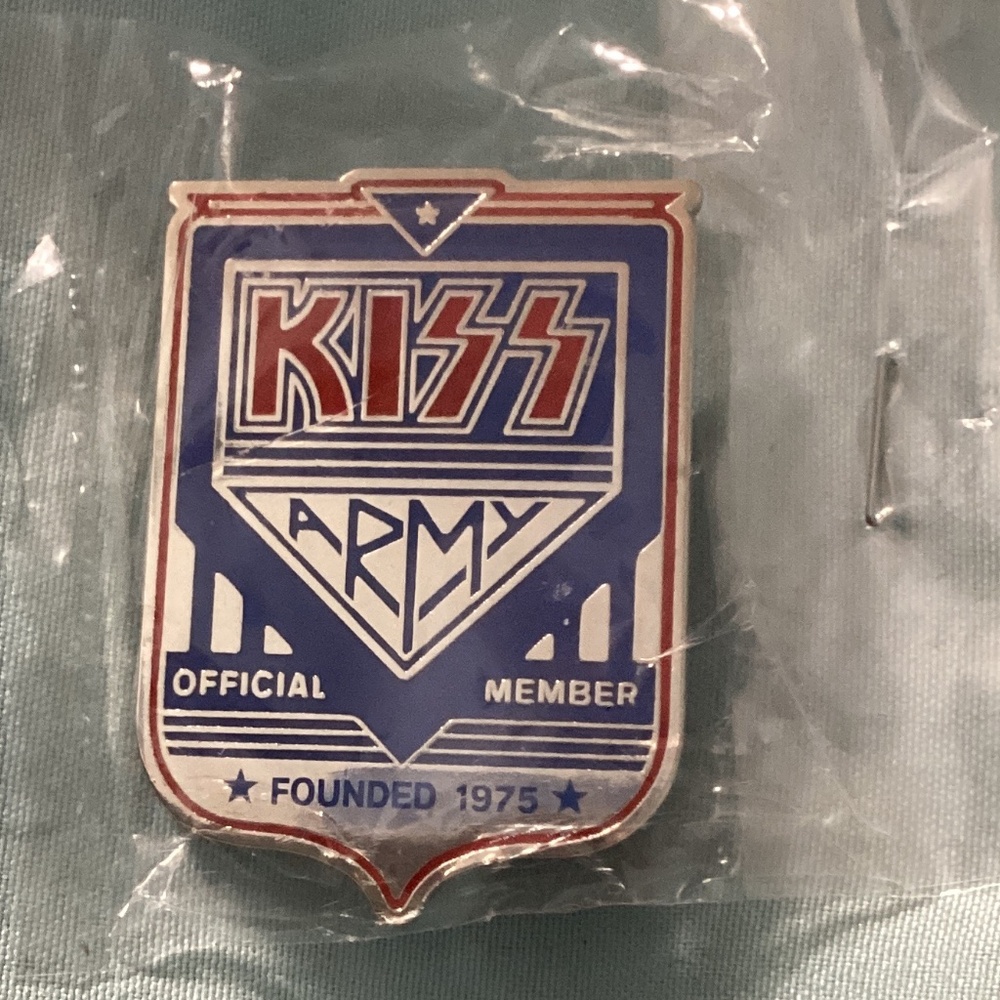 KISS
ARMY
OFFICIAL MEMBER
★ FOUNDED 1975 ★